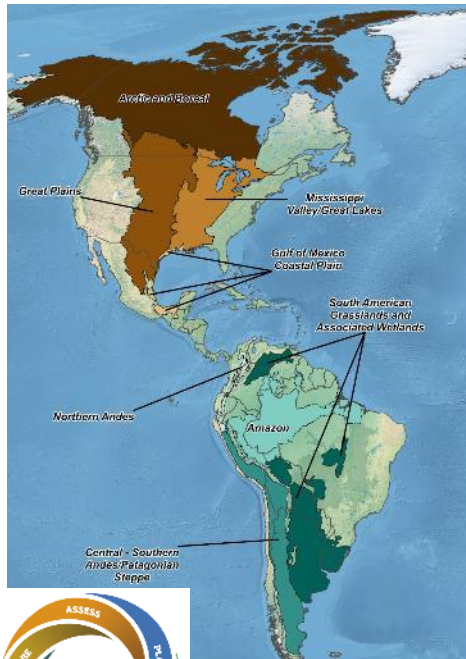 Arctic and Boreal
Great Plains
Mississippi
Valley/Great Lakes
Gulf of Mexico
Coastal Plain
South American
Grasslands and
Associated Wetlands
Northern Andes
Amazon
Central - Southern
Andes/Patagonian
Steppe
ASSESS